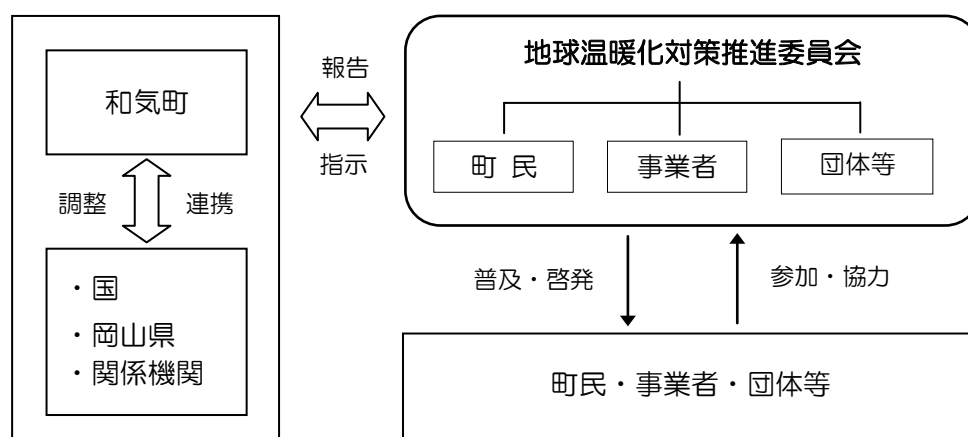 和気町
調整
連携
・国
・岡山県
・関係機関
報告
指示
地球温暖化対策推進委員会
町 民
事業者
団体等
普及・啓発
参加・協力
町民・事業者・団体等